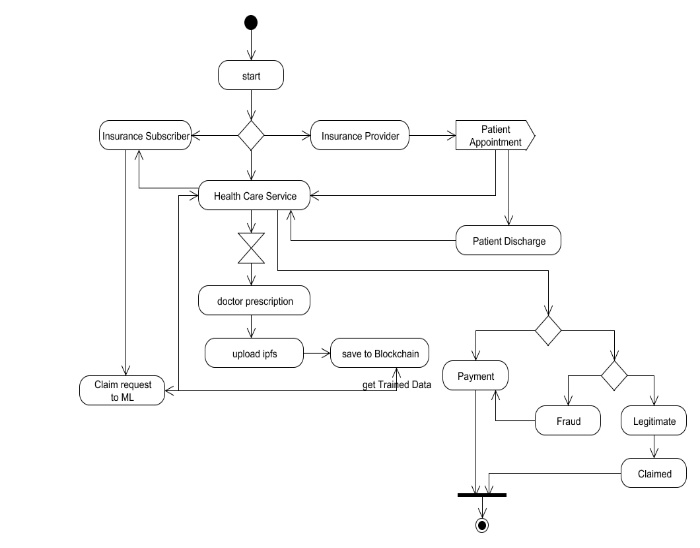 start
Insurance Subscriber
Insurance Provider
Patient
Appointment
Health Care Service
Patient Discharge
doctor prescription
upload ipfs
save to Blockchain
Claim request
to ML
get Trained Data
Payment
Fraud
Legitimate
Claimed